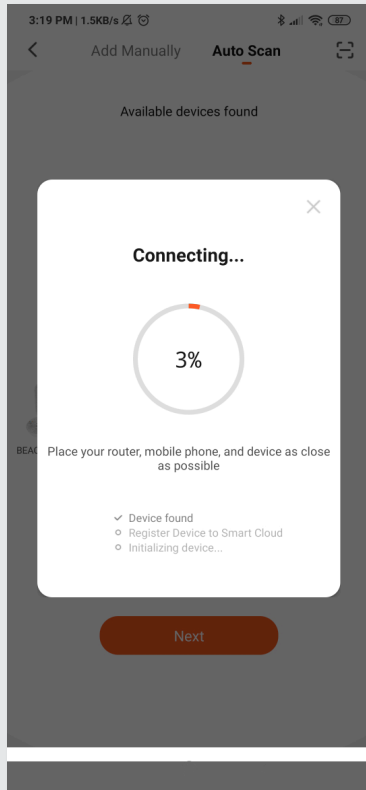 3:19 PM | 1.5KB/s
87
Add Manually
Auto Scan
Available devices found
Connecting...
3%
BEAC
Place your router, mobile phone, and device as close
as possible
Device found
Register Device to Smart Cloud
Initializing device...
Next